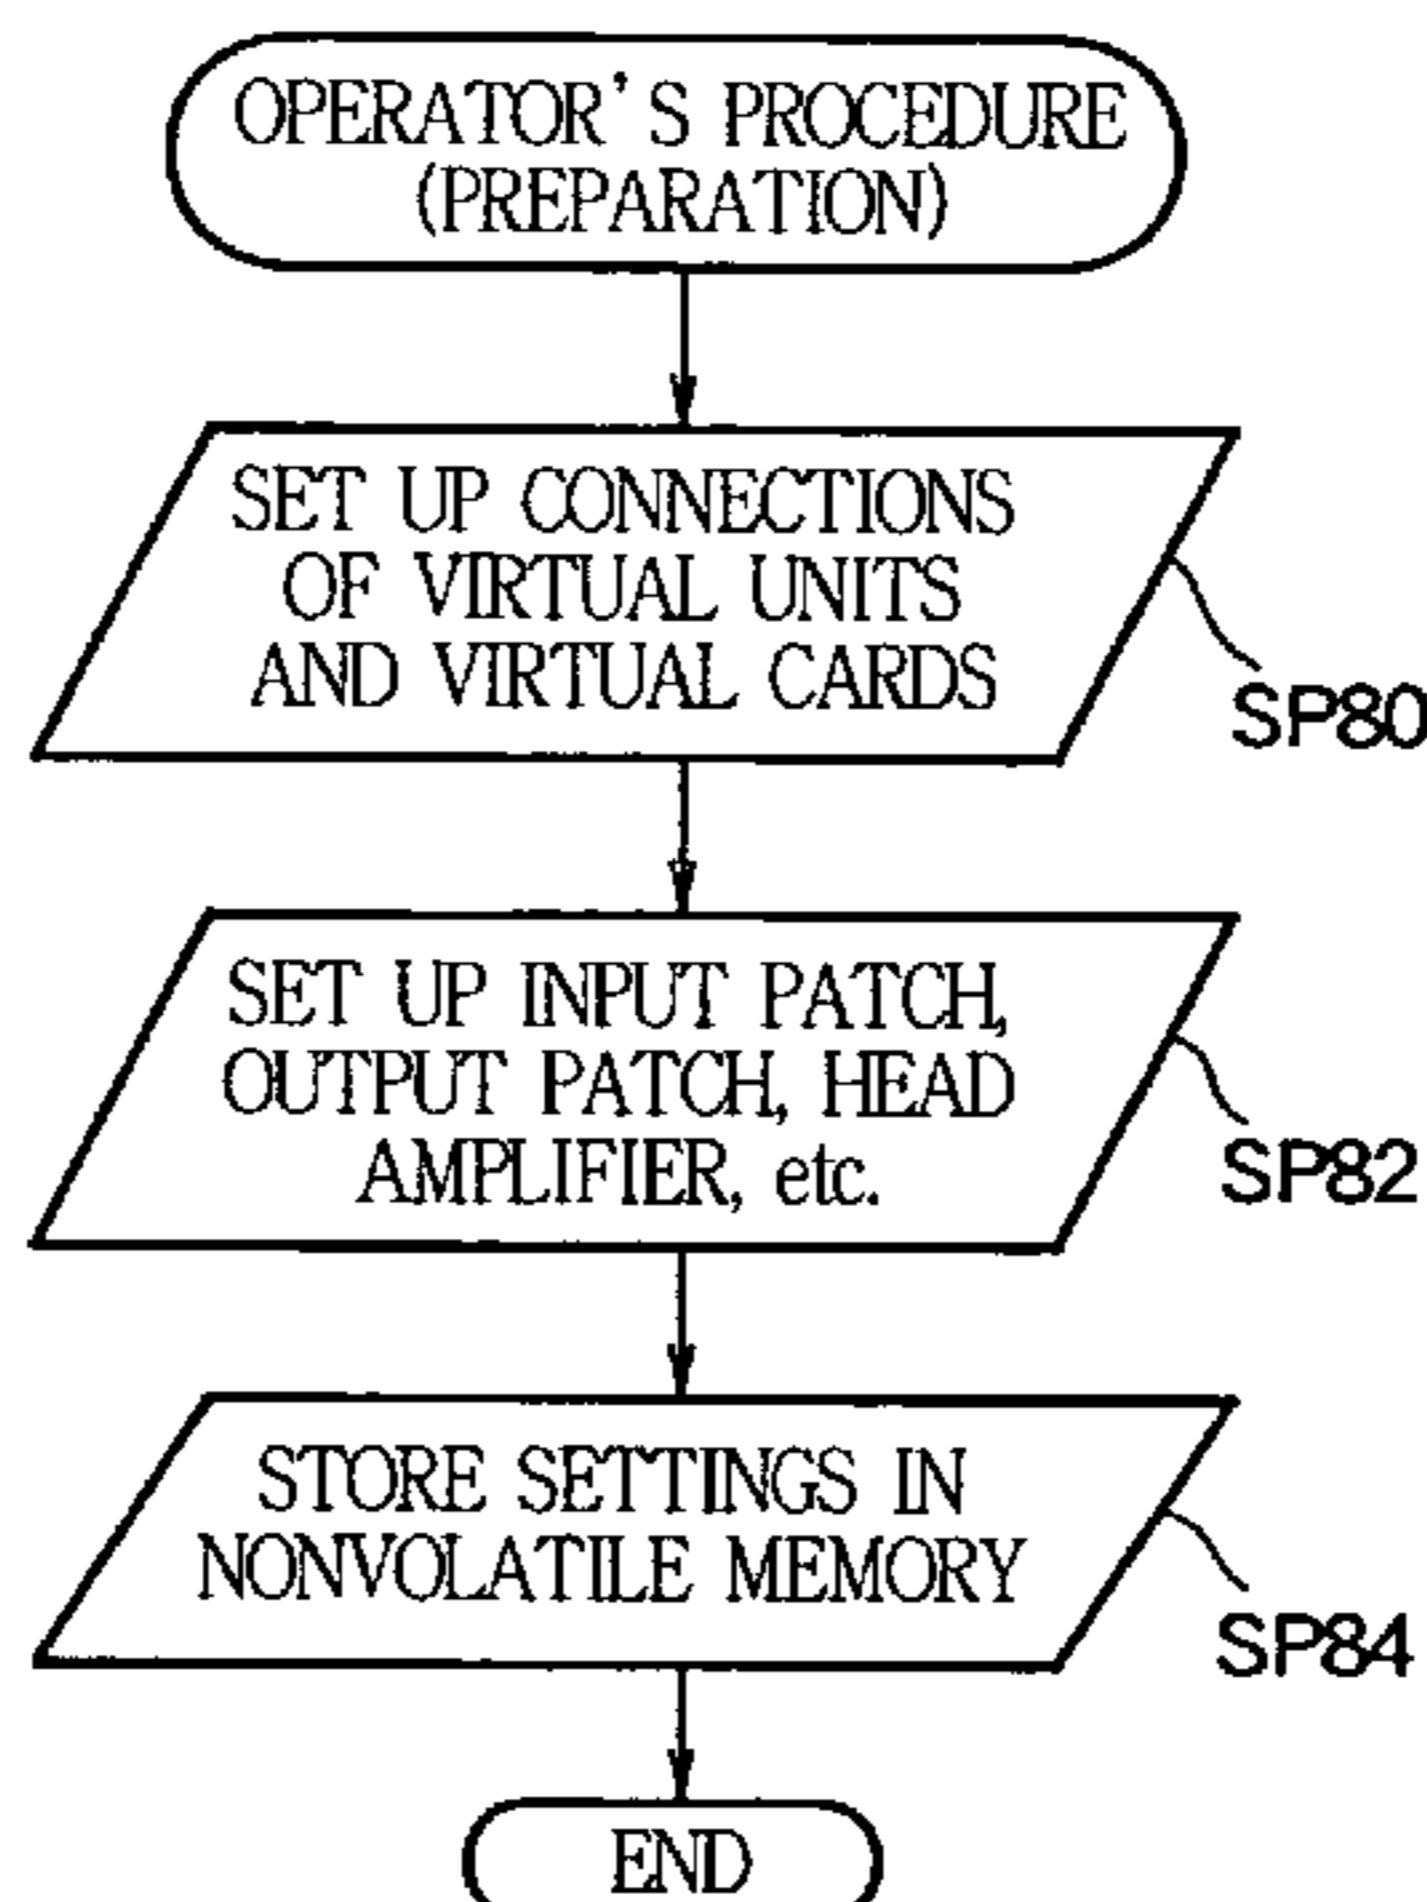 OPERATOR'S PROCEDURE
(PREPARATION)
SET UP CONNECTIONS
OF VIRTUAL UNITS
AND VIRTUAL CARDS
SP80
SET UP INPUT PATCH,
OUTPUT PATCH, HEAD
AMPLIFIER, etc.
SP82
STORE SETTINGS IN
NONVOLATILE MEMORY
SP84
END